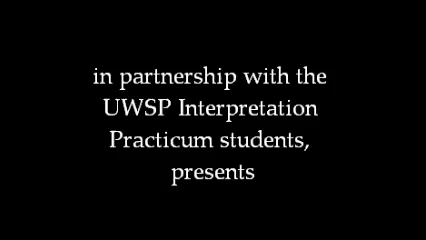 in partnership with the
UWSP Interpretation
Practicum students,
presents